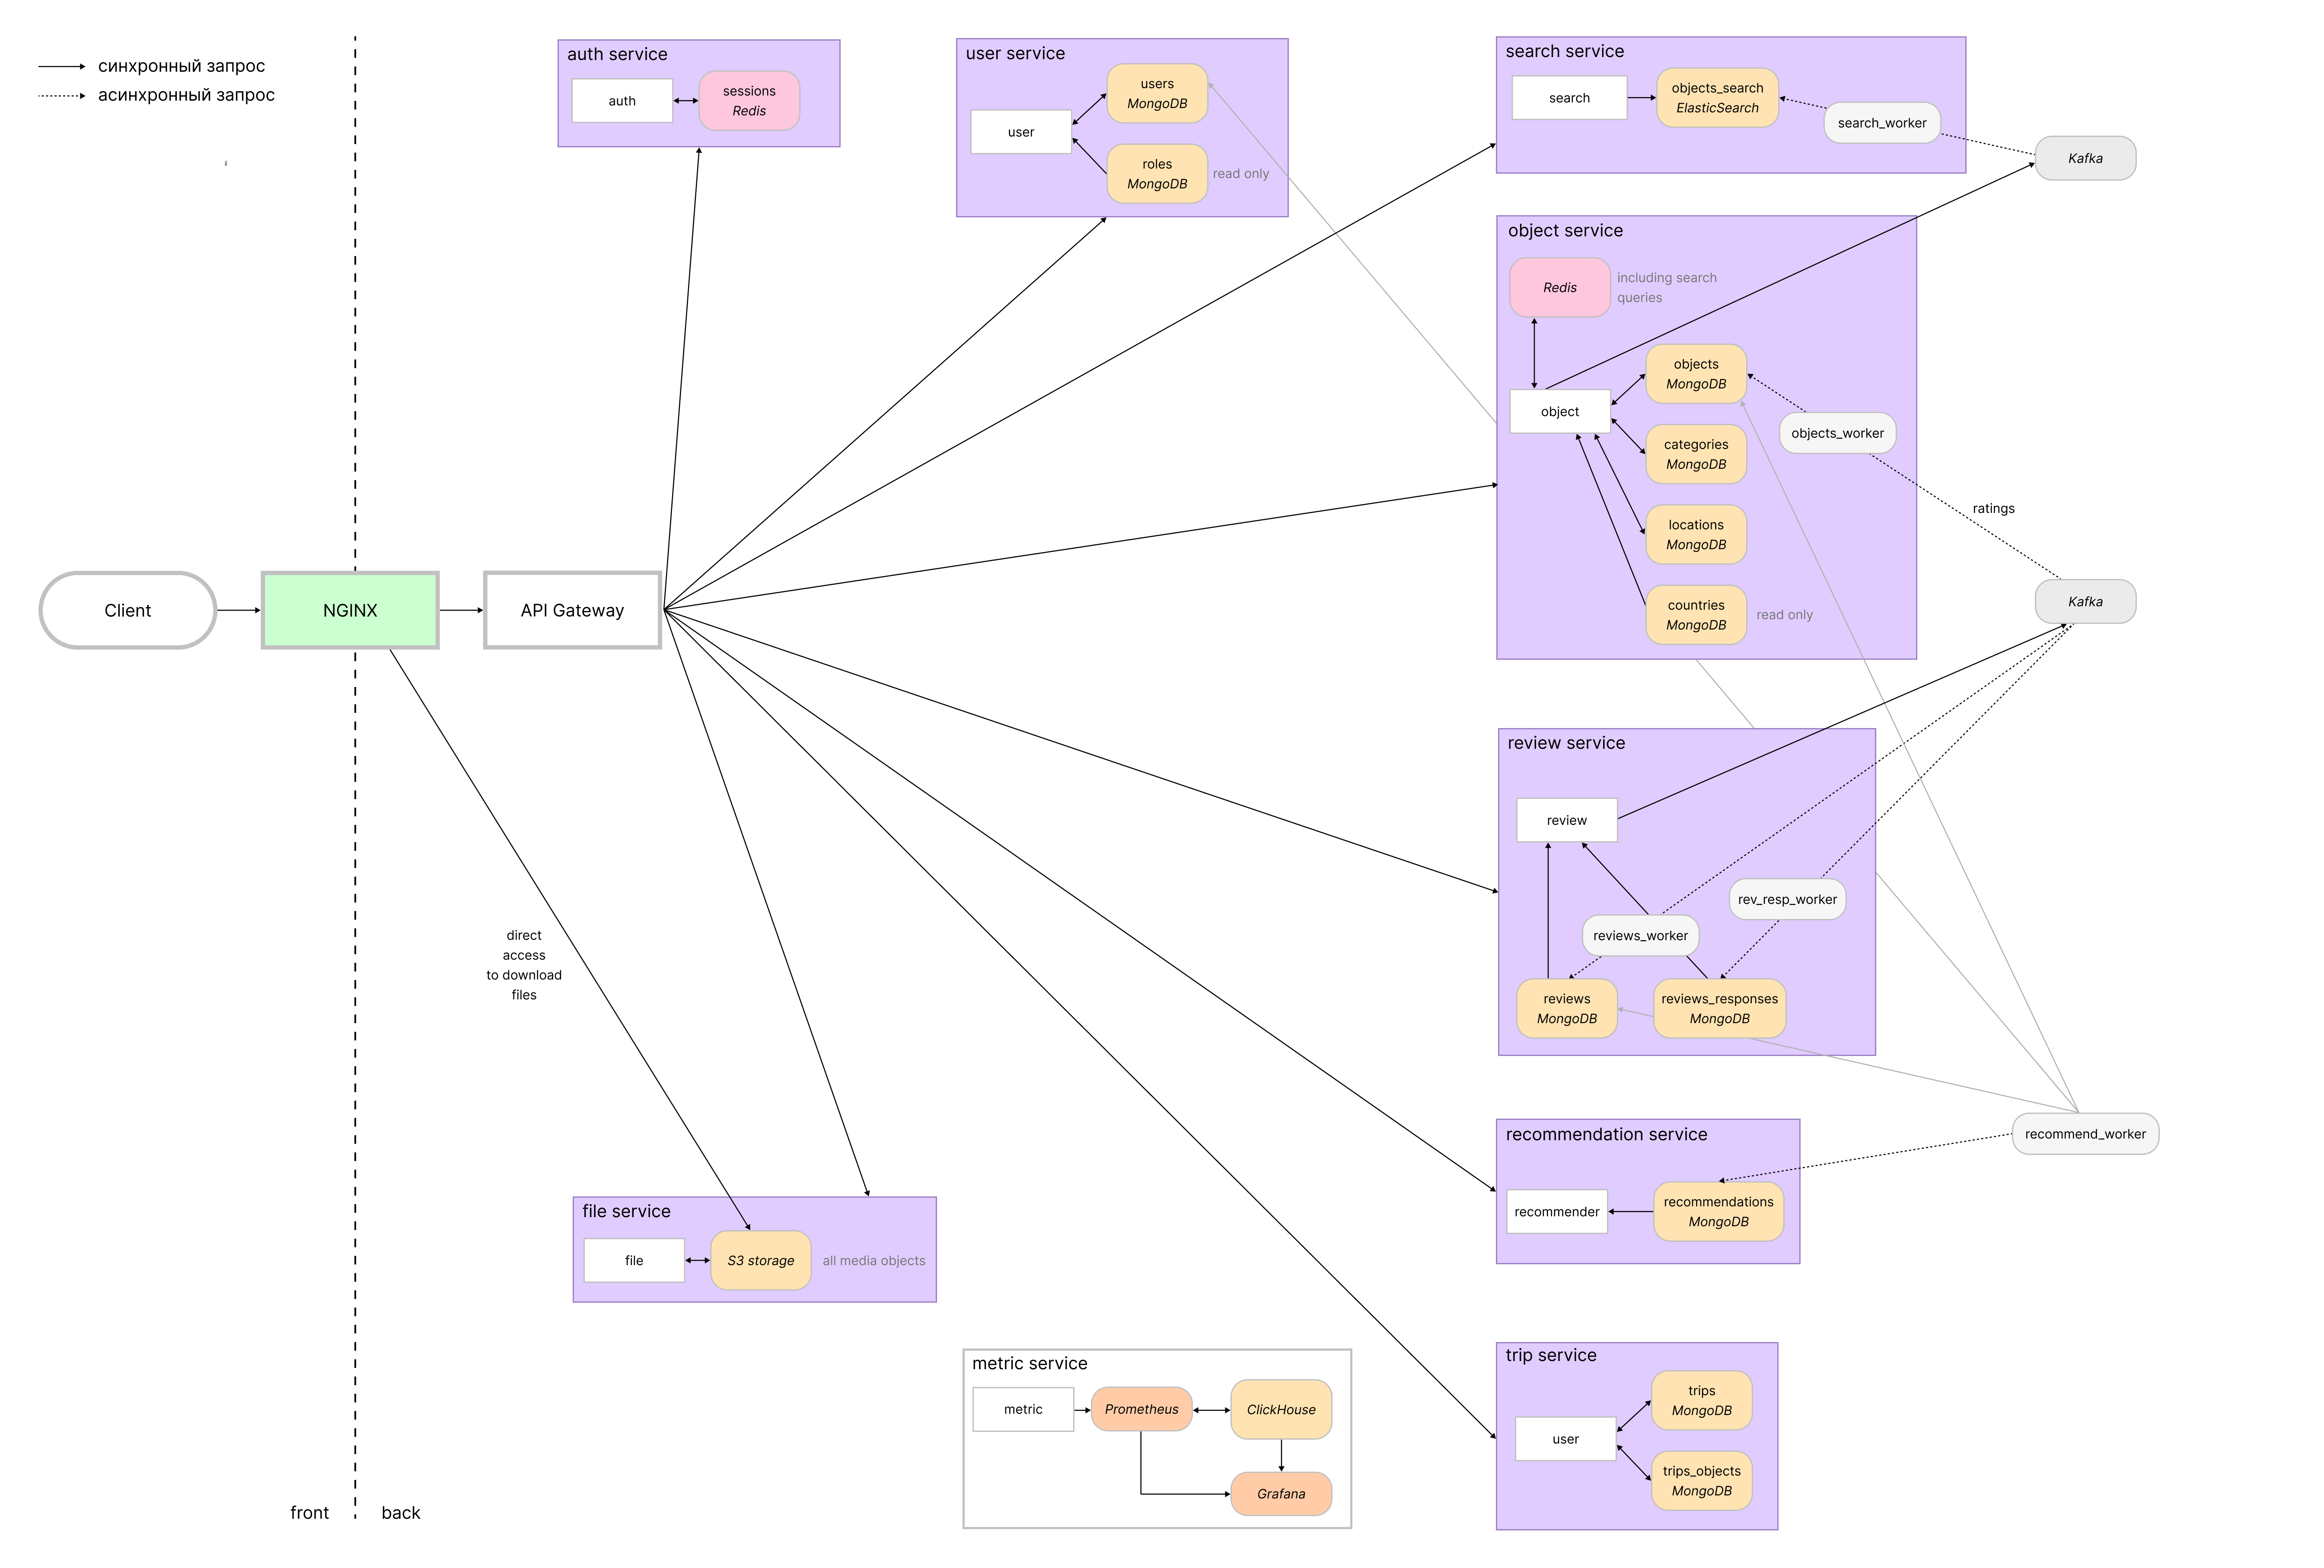 синхронный запрос
асинхронный запрос
auth service
auth
sessions
Redis
user service
user
users
MongoDB
roles
MongoDB
read only
search service
search
objects_search
ElasticSearch
search_worker
Kafka
object service
Redis
including search
queries
object
objects
MongoDB
categories
MongoDB
locations
MongoDB
countries
MongoDB
read only
objects_worker
ratings
Kafka
Client
NGINX
API Gateway
direct
access
to download
files
review service
review
rev_resp_worker
reviews_worker
reviews
MongoDB
reviews_responses
MongoDB
recommend_worker
recommendation service
recommender
recommendations
MongoDB
file service
file
S3 storage
all media objects
metric service
metric
Prometheus
ClickHouse
Grafana
trip service
user
trips
MongoDB
trips_objects
MongoDB
front
back